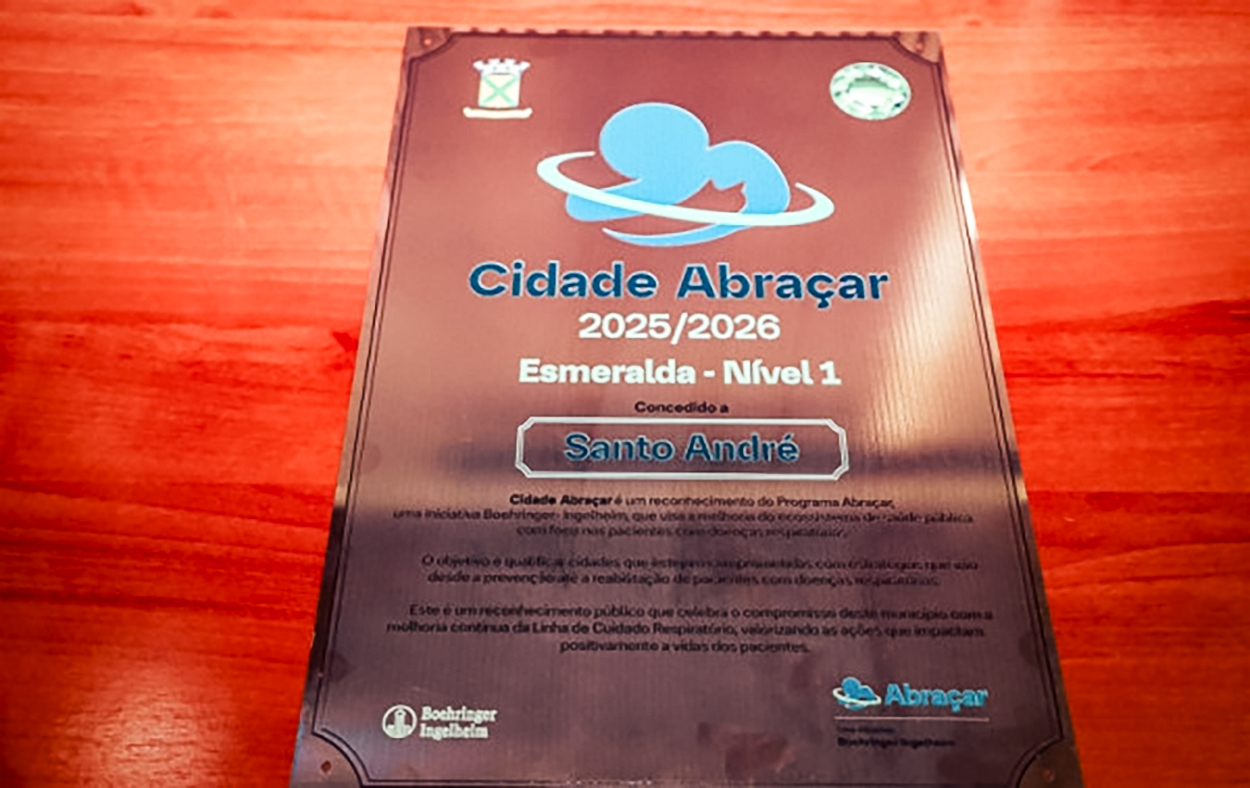 Cidade Abraçar
2025/2026
Esmeralda - Nível 1
Concedido a
Santo André
Cidade Abraçar é um reconhecimento do Programa Abraçar,
uma iniciativa Boehringer Ingelheim, que visa a melhoria do ecossistema de saúde pública
com foco nos pacientes com doenças respiratórias.
O objetivo é qualificar cidades que estejam comprometidas com estratégias que vão
desde a prevenção até a reabilitação de pacientes com doenças respiratórias.
Este é um reconhecimento público que celebra o compromisso deste município com a
melhoria contínua da Linha de Cuidado Respiratório, valorizando as ações que impactam
positivamente a vidas dos pacientes.
Abraçar
Boehringer
Ingelheim
Boehringer Ingelheim